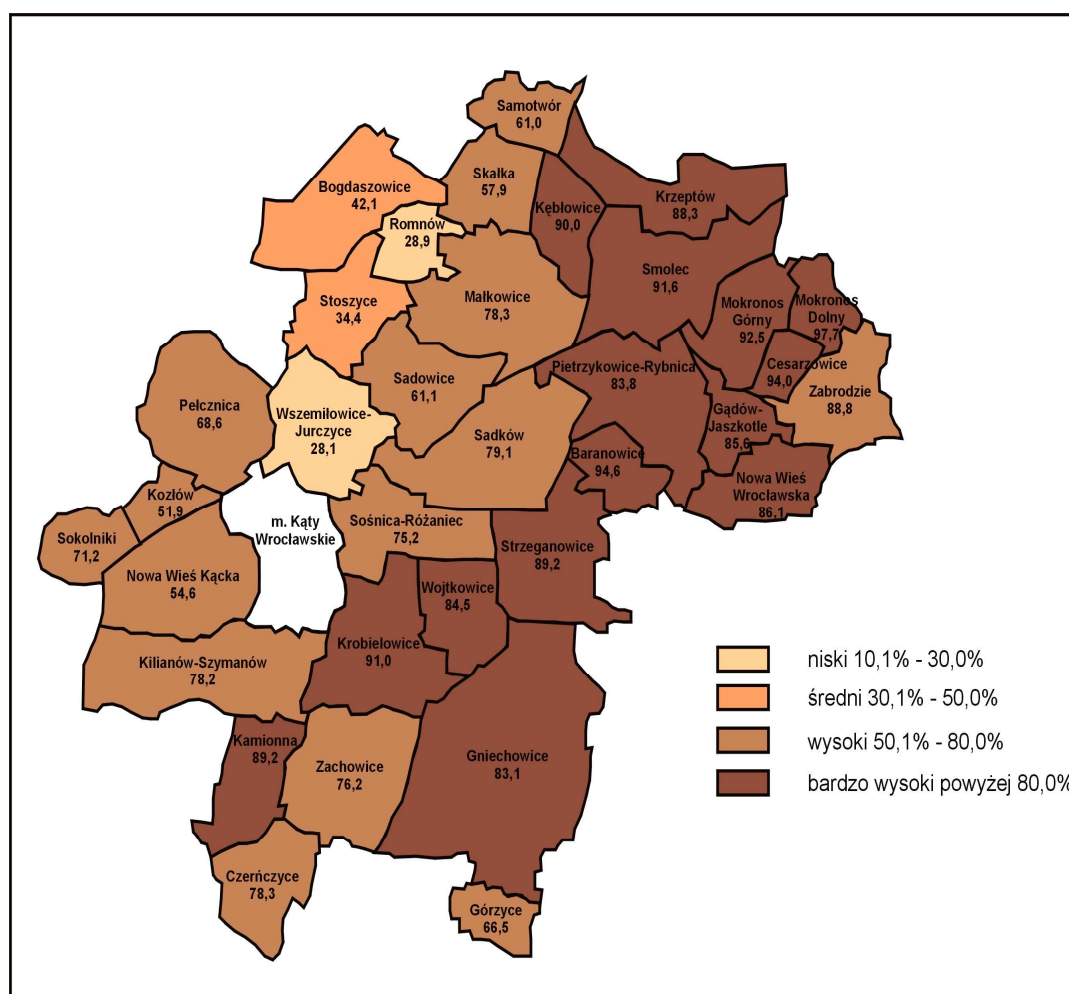 Samotwór
61,0
Skałka
57,9
Bogdaszowice
42,1
Romnów
28,9
Kębłowice
90,0
Krzeptów
88,3
Smolec
91,6
Małkowice
78,3
Stoszyce
34,4
Mokronos
Górny
92,5
Mokronos
Dolny
97,7
Cesarzowice
94,0
Zabrodzie
88,8
Pietrzykowice-Rybnica
83,8
Sadowice
61,1
Pełcznica
68,6
Wszemiłowice-
Jurczyce
28,1
Sadków
79,1
Gądów-
Jaszkotle
85,6
Baranowice
94,6
Nowa Wieś
Wrocławska
86,1
Kozłów
51,9
Sokolniki
71,2
m. Kąty
Wrocławskie
Sośnica-Różaniec
75,2
Strzeganowice
89,2
Nowa Wieś Kącka
54,6
Wojtkowice
84,5
Krobielowice
91,0
Kilianów-Szymanów
78,2
Kamionna
89,2
Zachowice
76,2
Gniechowice
83,1
Czerńczyce
78,3
Górzyce
66,5
niski 10,1% - 30,0%
średni 30,1% - 50,0%
wysoki 50,1% - 80,0%
bardzo wysoki powyżej 80,0%